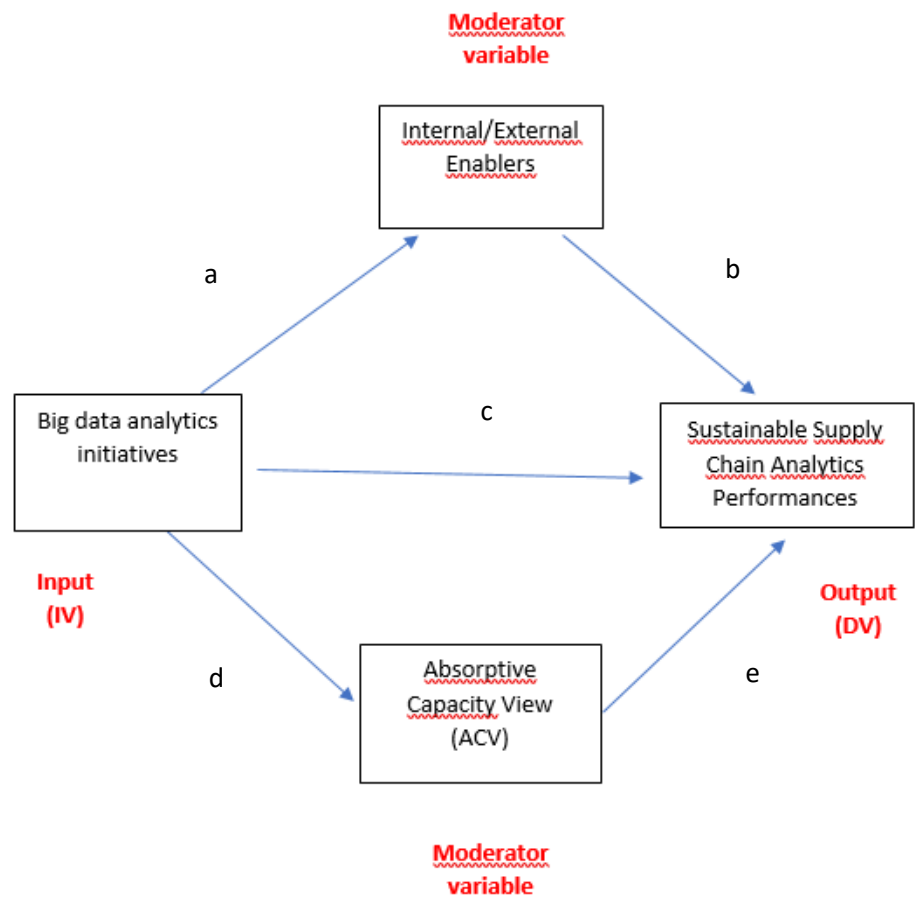 Moderator
variable
Internal/External
Enablers
a
b
Big data analytics
initiatives
c
Sustainable Supply
Chain Analytics
Performances
Input
(IV)
Output
(DV)
d
Absorptive
Capacity View
(ACV)
e
Moderator
variable